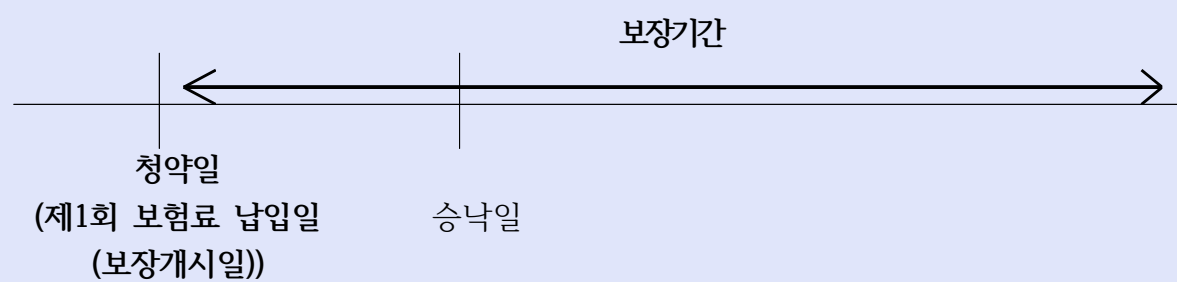 보장기간
청약일
(제1회 보험료 납입일
(보장개시일))
승낙일